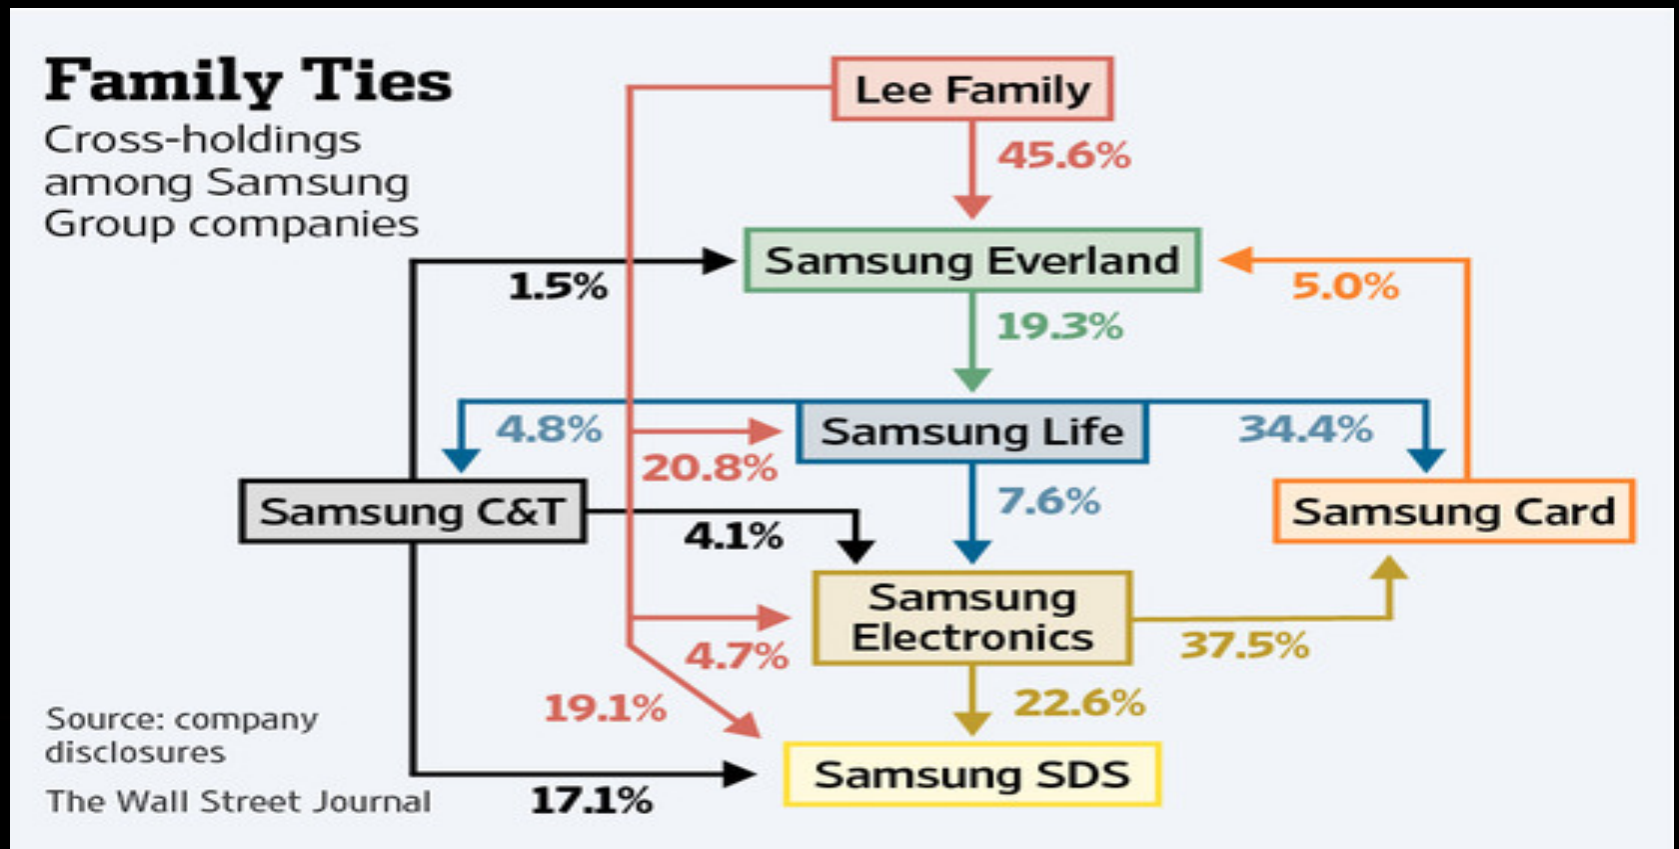 Family Ties
Cross-holdings
among Samsung
Group companies
Lee Family
45.6%
Samsung Everland
1.5%
5.0%
19.3%
Samsung Life
4.8%
34.4%
20.8%
Samsung C&T
7.6%
Samsung Card
4.1%
Samsung
Electronics
37.5%
4.7%
19.1%
22.6%
Samsung SDS
17.1%
Source: company
disclosures
The Wall Street Journal